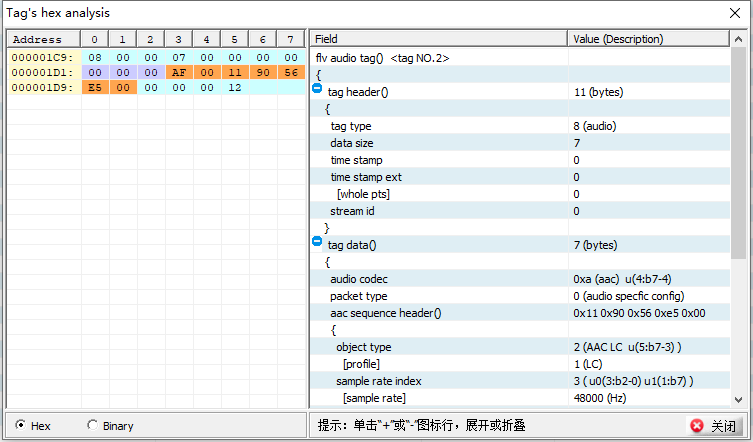 Tag's hex analysis
Address 0 1 2 3 4 5 6 7
000001C9: 08 00 00 07 00 00 00 00
000001D1: 00 00 00 AF 00 11 90 56
000001D9: E5 00 00 00 00 12
Hex Binary
Field Value (Description)
flv audio tag() <tag NO.2>
{
tag header() 11 (bytes)
{
tag type 8 (audio)
data size 7
time stamp 0
time stamp ext 0
[whole pts] 0
stream id 0
}
tag data() 7 (bytes)
{
audio codec 0xa (aac) u(4:b7-4)
packet type 0 (audio specfic config)
aac sequence header() 0x11 0x90 0x56 0xe5 0x00
{
object type 2 (AAC LC u(5:b7-3) )
[profile] 1 (LC)
sample rate index 3 ( u0(3:b2-0) u1(1:b7) )
[sample rate] 48000 (Hz)
提示：单击“+”或“-”图标行，展开或折叠
关闭